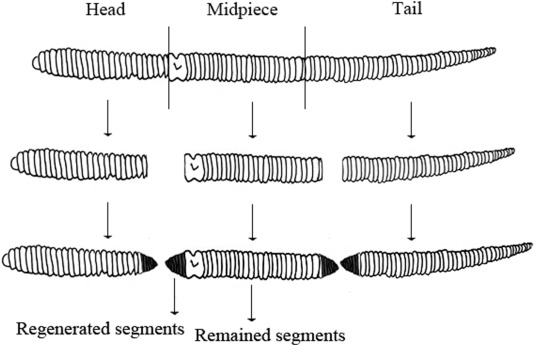 Head Midpiece Tail
Regenerated segments Remained segments